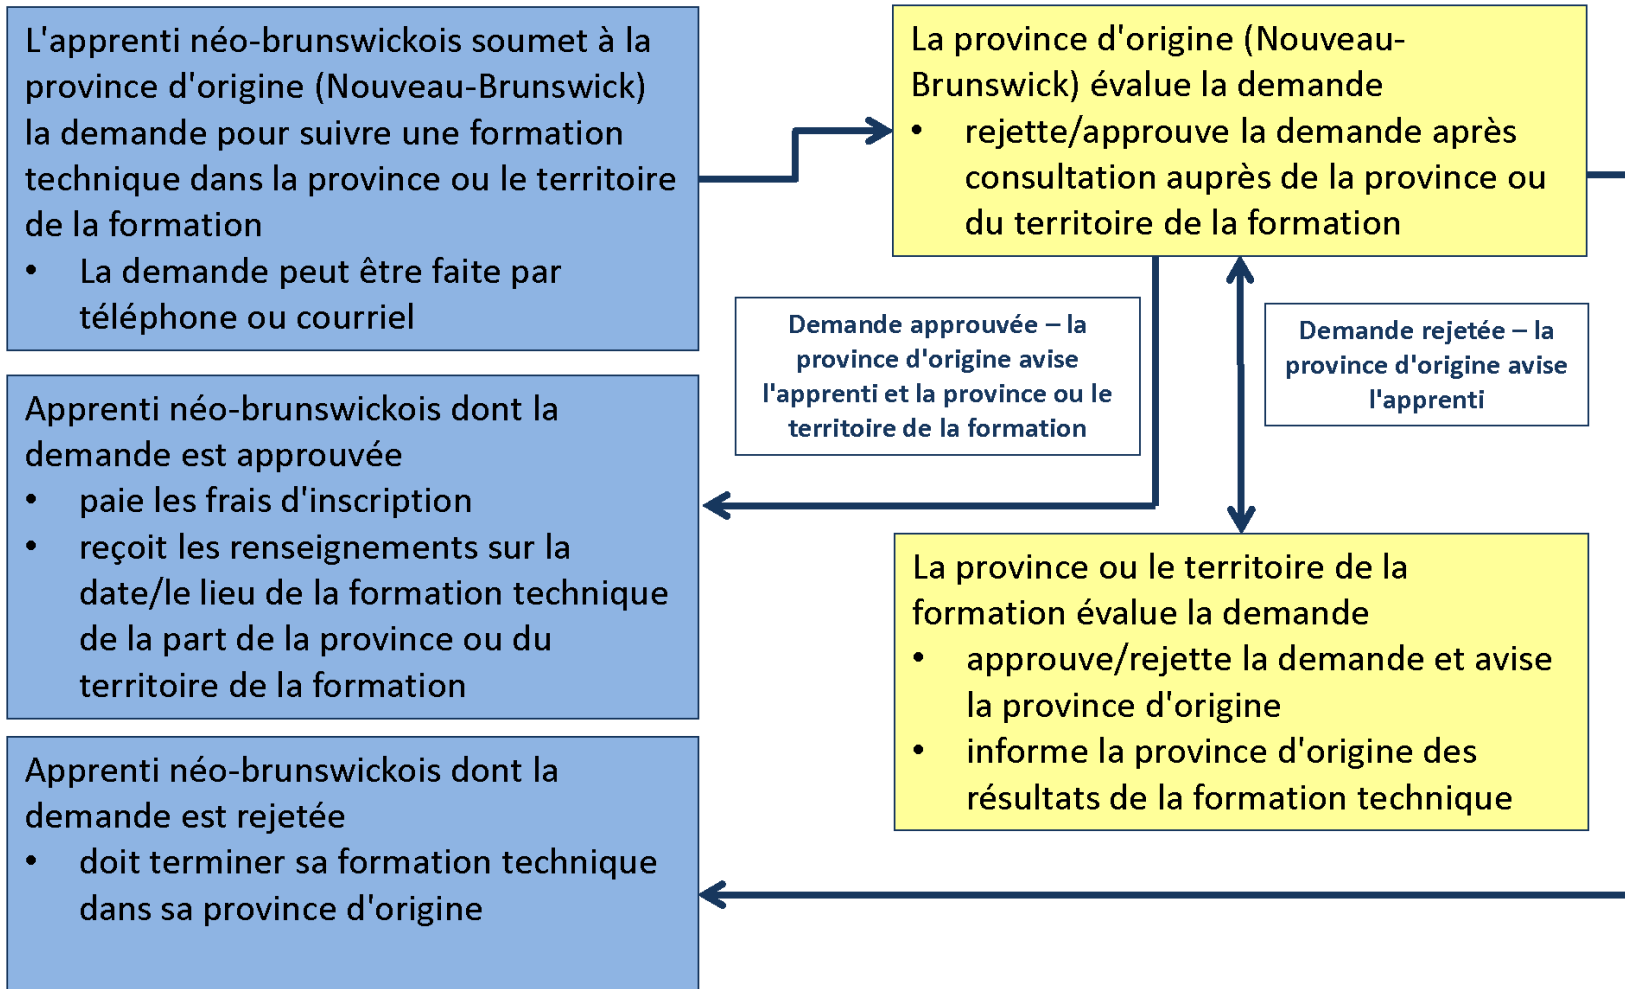 L'apprenti néo-brunswickois soumet à la
province d'origine (Nouveau-Brunswick)
la demande pour suivre une formation
technique dans la province ou le territoire
de la formation
• La demande peut être faite par
téléphone ou courriel
La province d'origine (Nouveau-
Brunswick) évalue la demande
• rejette/approuve la demande après
consultation auprès de la province ou
du territoire de la formation
Demande approuvée – la
province d'origine avise
l'apprenti et la province ou le
territoire de la formation
Demande rejetée – la
province d'origine avise
l'apprenti
Apprenti néo-brunswickois dont la
demande est approuvée
• paie les frais d'inscription
• reçoit les renseignements sur la
date/le lieu de la formation technique
de la part de la province ou du
territoire de la formation
La province ou le territoire de la
formation évalue la demande
• approuve/rejette la demande et avise
la province d'origine
• informe la province d'origine des
résultats de la formation technique
Apprenti néo-brunswickois dont la
demande est rejetée
• doit terminer sa formation technique
dans sa province d'origine